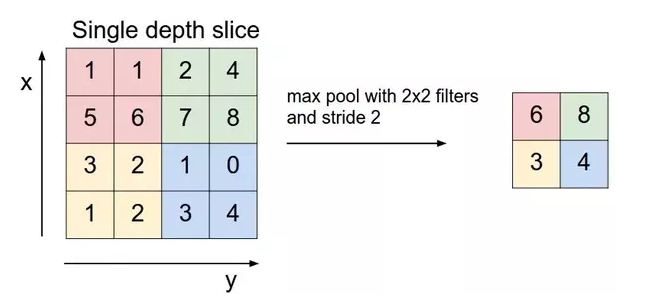 Single depth slice
x
1 1 2 4
5 6 7 8
3 2 1 0
1 2 3 4
y
max pool with 2x2 filters
and stride 2
6 8
3 4